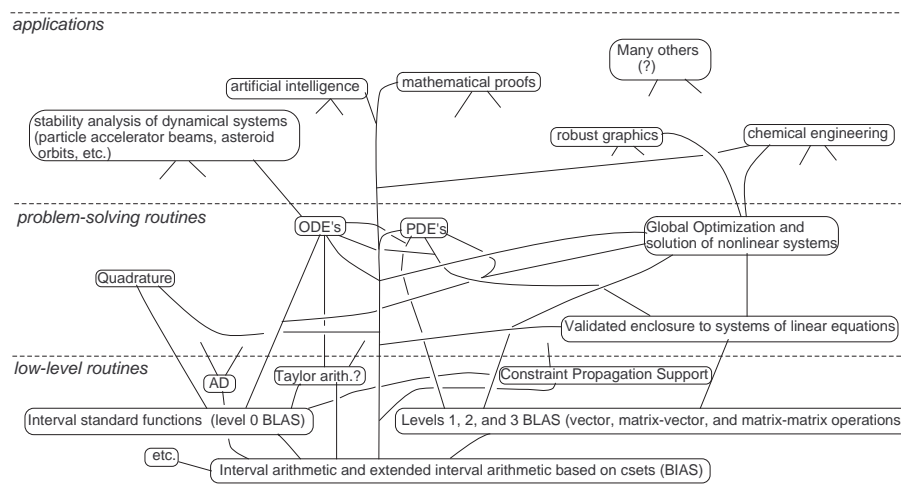 applications
Many others
(?)
artificial intelligence
mathematical proofs
stability analysis of dynamical systems
(particle accelerator beams, asteroid
orbits, etc.)
robust graphics
chemical engineering
problem-solving routines
ODE's
PDE's
Global Optimization and
solution of nonlinear systems
Quadrature
Validated enclosure to systems of linear equations
low-level routines
AD
Taylor arith.?
Constraint Propagation Support
Interval standard functions (level 0 BLAS)
Levels 1, 2, and 3 BLAS (vector, matrix-vector, and matrix-matrix operations
etc.
Interval arithmetic and extended interval arithmetic based on csets (BIAS)